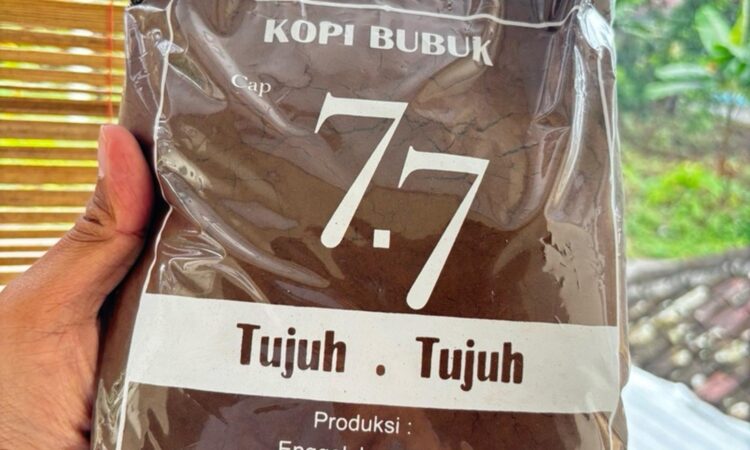 KOPI BUBUK
Cap
7.7
Tujuh . Tujuh
Produksi :